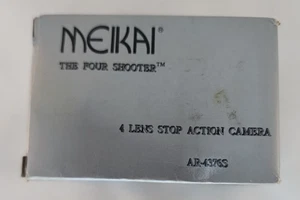 MEIKAI®
THE FOUR SHOOTER™
4 LENS STOP ACTION CAMERA
AR-4376S